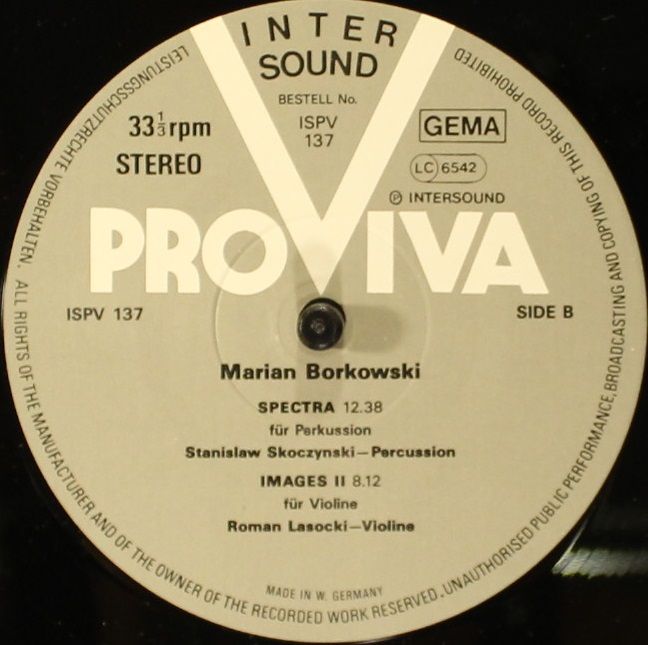 INTER
SOUND
BESTELL No.
ISPV
137
33 1/3 rpm
STEREO
GEMA
LC 6542
℗ INTERSOUND
PROVIVA
ISPV 137
SIDE B
Marian Borkowski
SPECTRA 12.38
für Perkussion
Stanislaw Skoczynski—Percussion
IMAGES II 8.12
für Violine
Roman Lasocki—Violine
MADE IN W. GERMANY
LEISTUNGSSCHUTZRECHTE VORBEHALTEN. ALL RIGHTS OF THE MANUFACTURER AND OF THE OWNER OF THE RECORDED WORK RESERVED. UNAUTHORISED PUBLIC PERFORMANCE, BROADCASTING AND COPYING OF THIS RECORD PROHIBITED